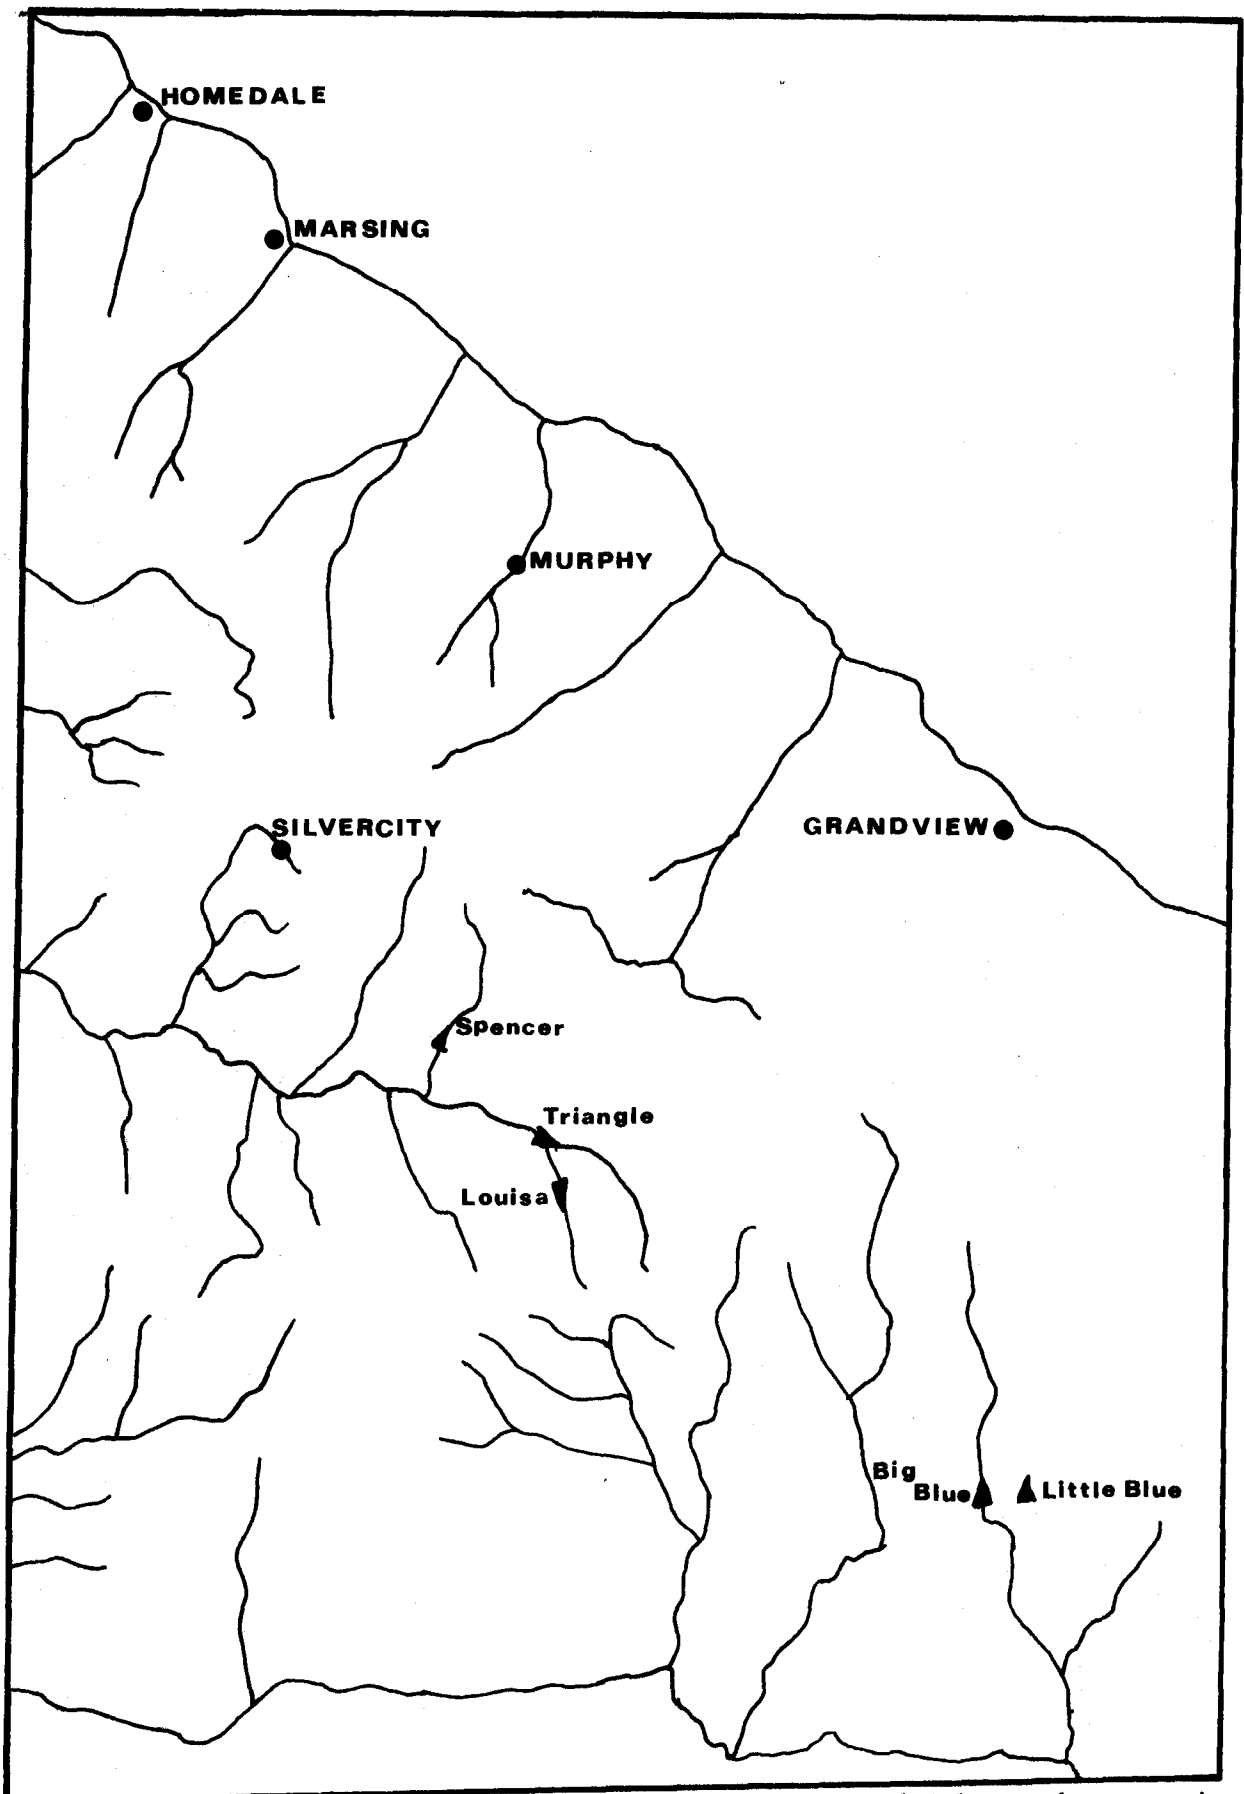 HOMEDALE
MARSING
MURPHY
SILVERCITY
GRANDVIEW
Spencer
Triangle
Louisa
Big
Blue
Little Blue